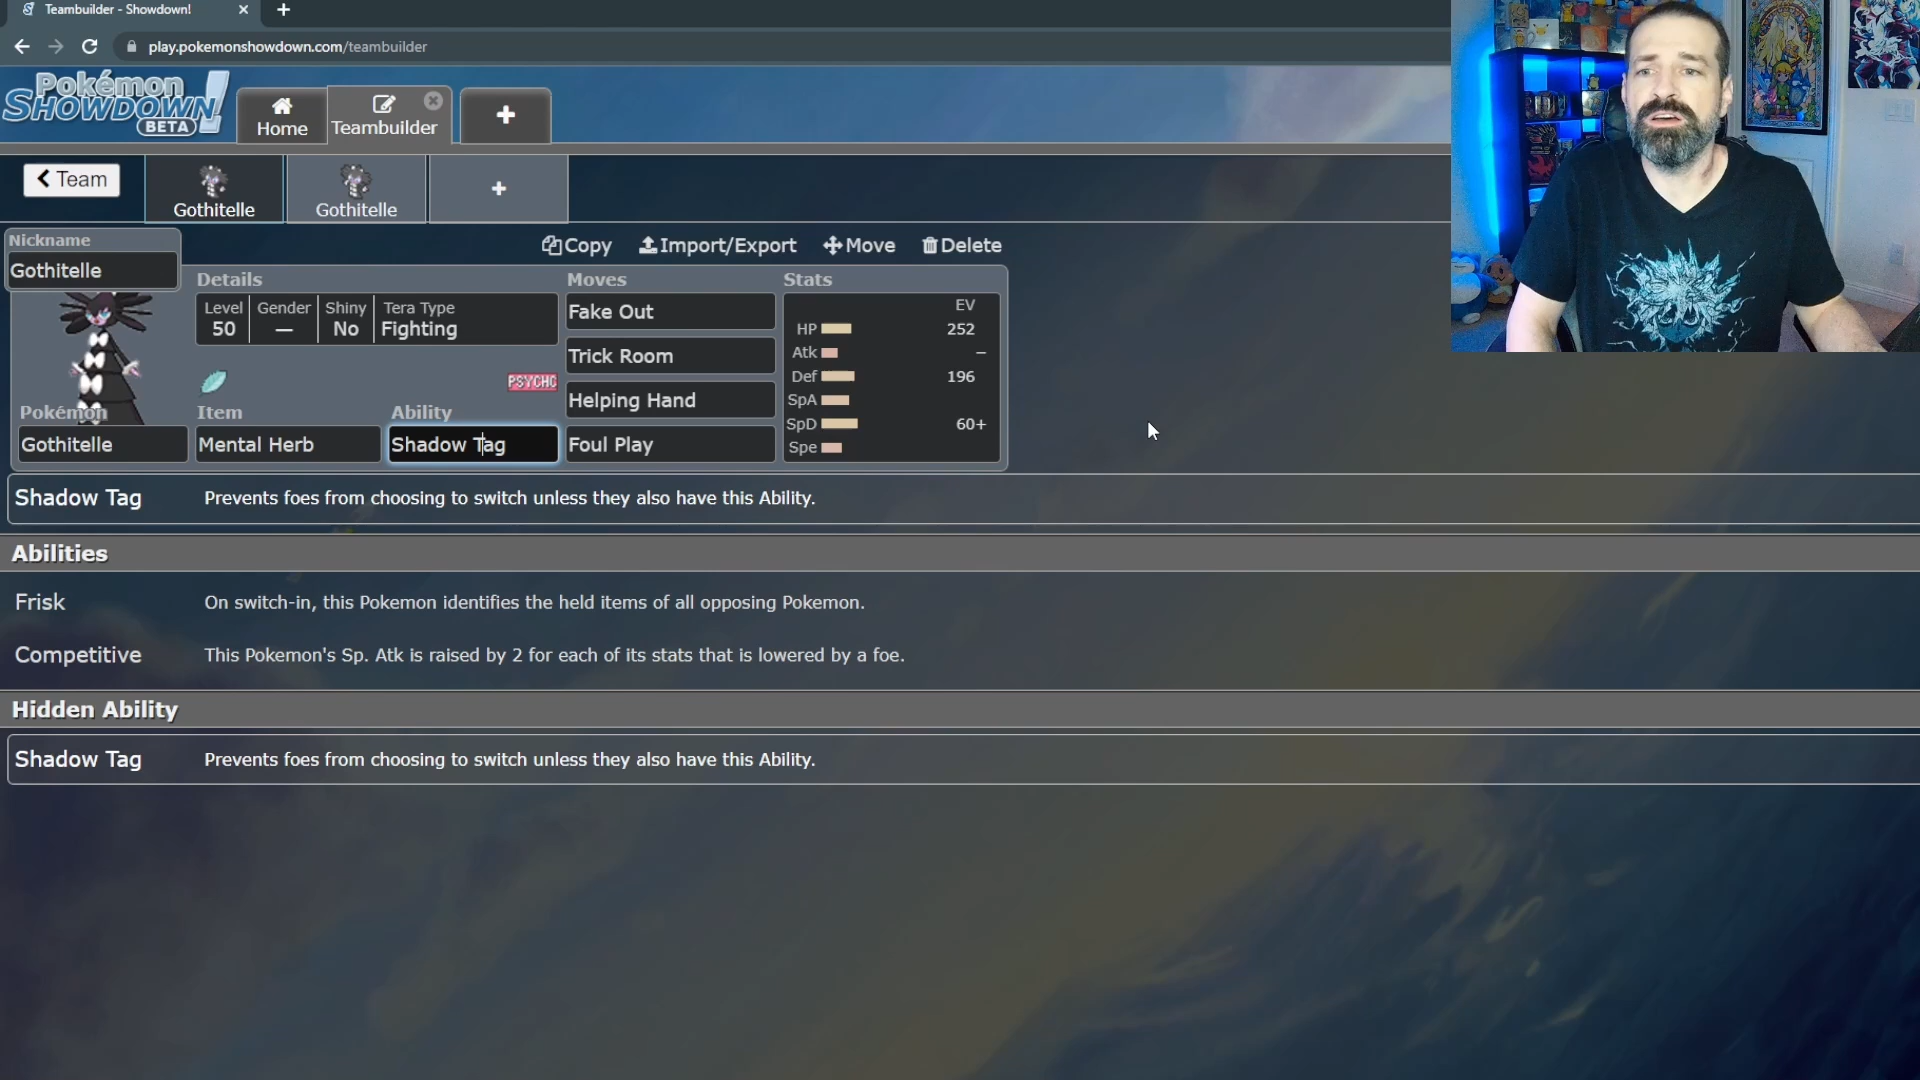 Teambuilder - Showdown!
play.pokemonshowdown.com/teambuilder
Pokémon
SHOWDOWN!
BETA
Home
Teambuilder
Team
Gothitelle
Gothitelle
Nickname
Gothitelle
Copy
Import/Export
Move
Delete
Details
Moves
Stats
Level
Gender
Shiny
Tera Type
50
—
No
Fighting
Fake Out
Trick Room
Helping Hand
Foul Play
EV
HP 252
Atk –
Def 196
SpA
SpD 60+
Spe
PSYCHC
Pokémon
Item
Ability
Gothitelle
Mental Herb
Shadow Tag
Shadow Tag Prevents foes from choosing to switch unless they also have this Ability.
Abilities
Frisk On switch-in, this Pokemon identifies the held items of all opposing Pokemon.
Competitive This Pokemon's Sp. Atk is raised by 2 for each of its stats that is lowered by a foe.
Hidden Ability
Shadow Tag Prevents foes from choosing to switch unless they also have this Ability.